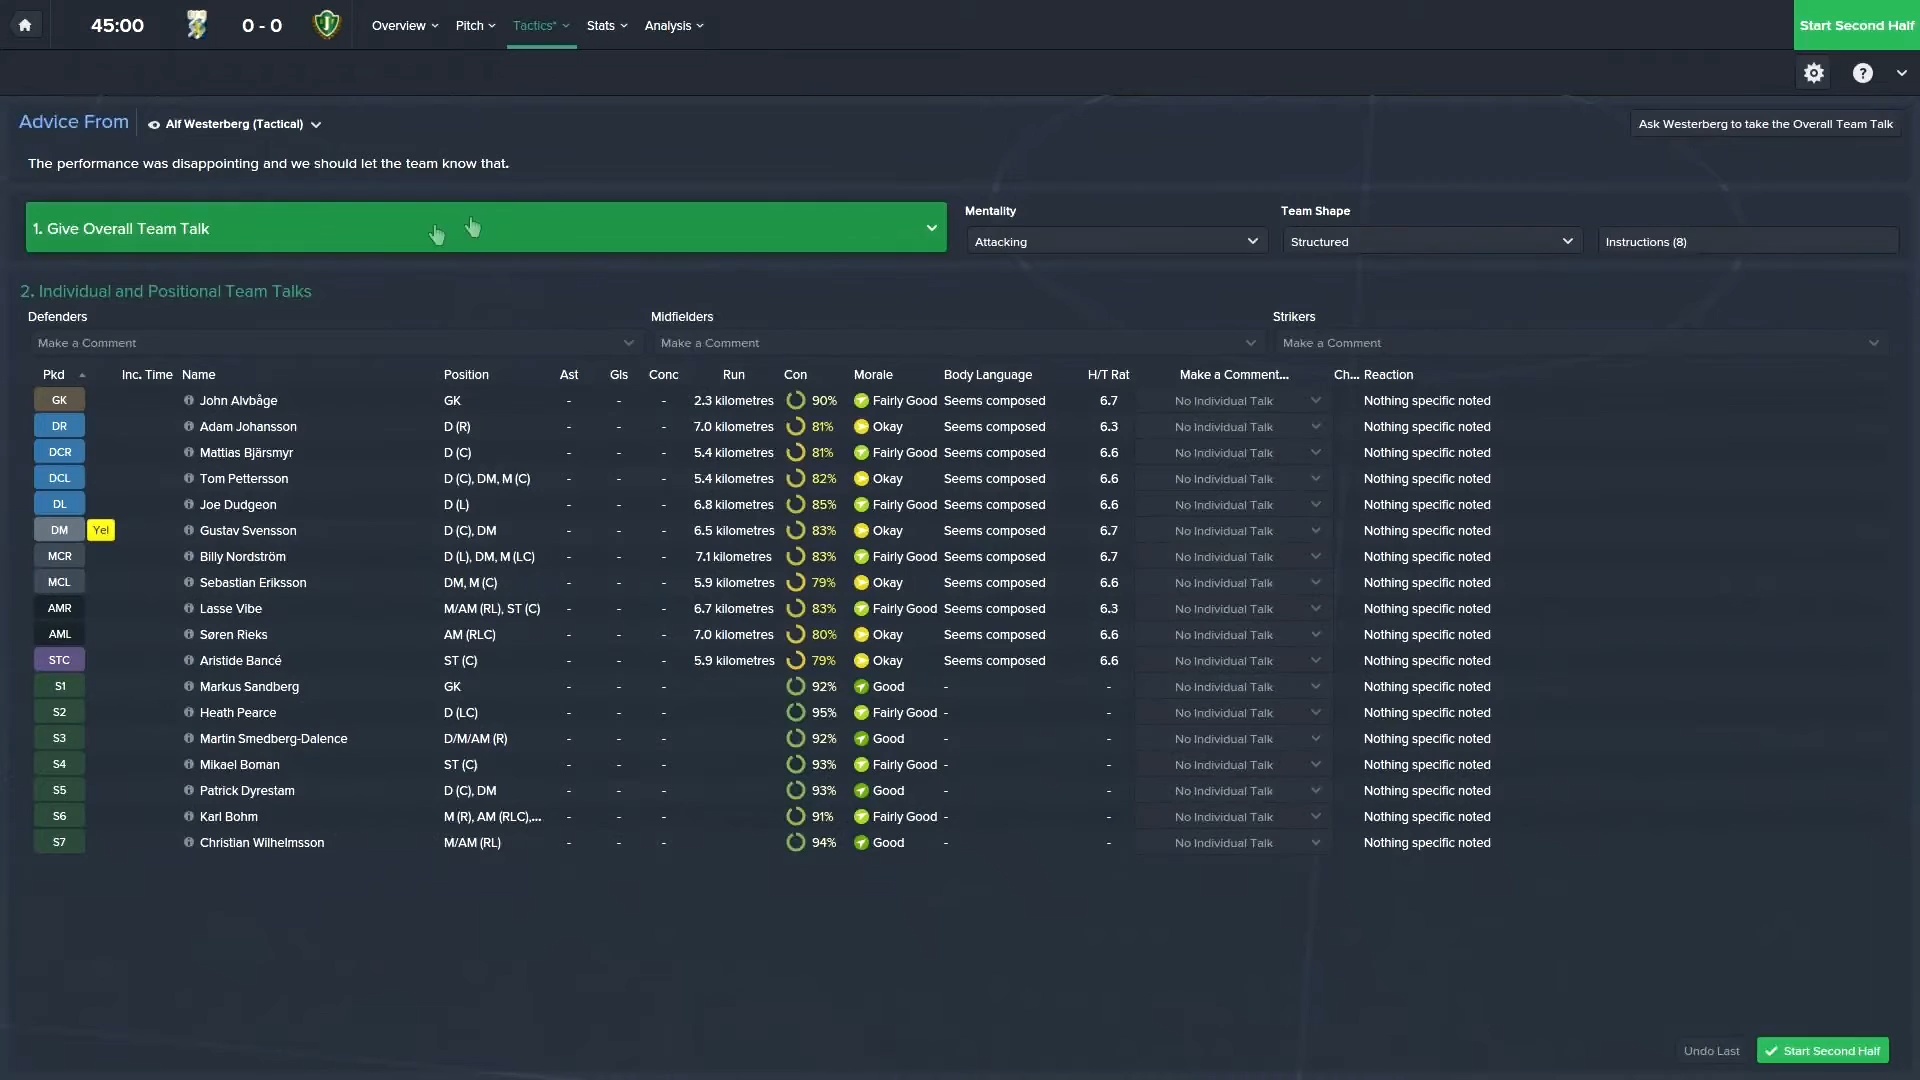 45:00 0 - 0 Overview Pitch Tactics* Stats Analysis Start Second Half
?
Advice From Alf Westerberg (Tactical) Ask Westerberg to take the Overall Team Talk
The performance was disappointing and we should let the team know that.
Mentality Team Shape
1. Give Overall Team Talk Attacking Structured Instructions (8)
2. Individual and Positional Team Talks
Defenders Midfielders Strikers
Make a Comment Make a Comment Make a Comment
Pkd Inc. Time Name Position Ast Gls Conc Run Con Morale Body Language H/T Rat Make a Comment... Ch... Reaction
GK John Alvbåge GK - - - 2.3 kilometres 90% Fairly Good Seems composed 6.7 No Individual Talk Nothing specific noted
DR Adam Johansson D (R) - - - 7.0 kilometres 81% Okay Seems composed 6.3 No Individual Talk Nothing specific noted
DCR Mattias Bjärsmyr D (C) - - - 5.4 kilometres 81% Fairly Good Seems composed 6.6 No Individual Talk Nothing specific noted
DCL Tom Pettersson D (C), DM, M (C) - - - 5.4 kilometres 82% Okay Seems composed 6.6 No Individual Talk Nothing specific noted
DL Joe Dudgeon D (L) - - - 6.8 kilometres 85% Fairly Good Seems composed 6.6 No Individual Talk Nothing specific noted
DM Yel Gustav Svensson D (C), DM - - - 6.5 kilometres 83% Okay Seems composed 6.7 No Individual Talk Nothing specific noted
MCR Billy Nordström D (L), DM, M (LC) - - - 7.1 kilometres 83% Fairly Good Seems composed 6.7 No Individual Talk Nothing specific noted
MCL Sebastian Eriksson DM, M (C) - - - 5.9 kilometres 79% Okay Seems composed 6.6 No Individual Talk Nothing specific noted
AMR Lasse Vibe M/AM (RL), ST (C) - - - 6.7 kilometres 83% Fairly Good Seems composed 6.3 No Individual Talk Nothing specific noted
AML Søren Rieks AM (RLC) - - - 7.0 kilometres 80% Okay Seems composed 6.6 No Individual Talk Nothing specific noted
STC Aristide Bancé ST (C) - - - 5.9 kilometres 79% Okay Seems composed 6.6 No Individual Talk Nothing specific noted
S1 Markus Sandberg GK - - - 92% Good - - No Individual Talk Nothing specific noted
S2 Heath Pearce D (LC) - - - 95% Fairly Good - - No Individual Talk Nothing specific noted
S3 Martin Smedberg-Dalence D/M/AM (R) - - - 92% Good - - No Individual Talk Nothing specific noted
S4 Mikael Boman ST (C) - - - 93% Fairly Good - - No Individual Talk Nothing specific noted
S5 Patrick Dyrestam D (C), DM - - - 93% Good - - No Individual Talk Nothing specific noted
S6 Karl Bohm M (R), AM (RLC),... - - - 91% Fairly Good - - No Individual Talk Nothing specific noted
S7 Christian Wilhelmsson M/AM (RL) - - - 94% Good - - No Individual Talk Nothing specific noted
Undo Last Start Second Half